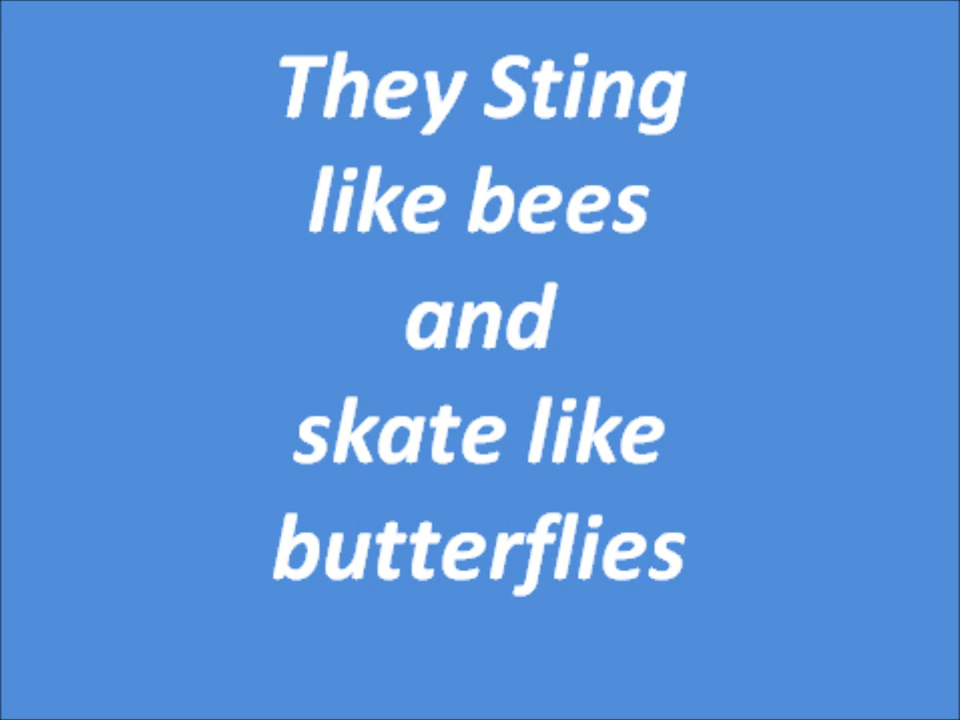 They Sting
like bees
and
skate like
butterflies